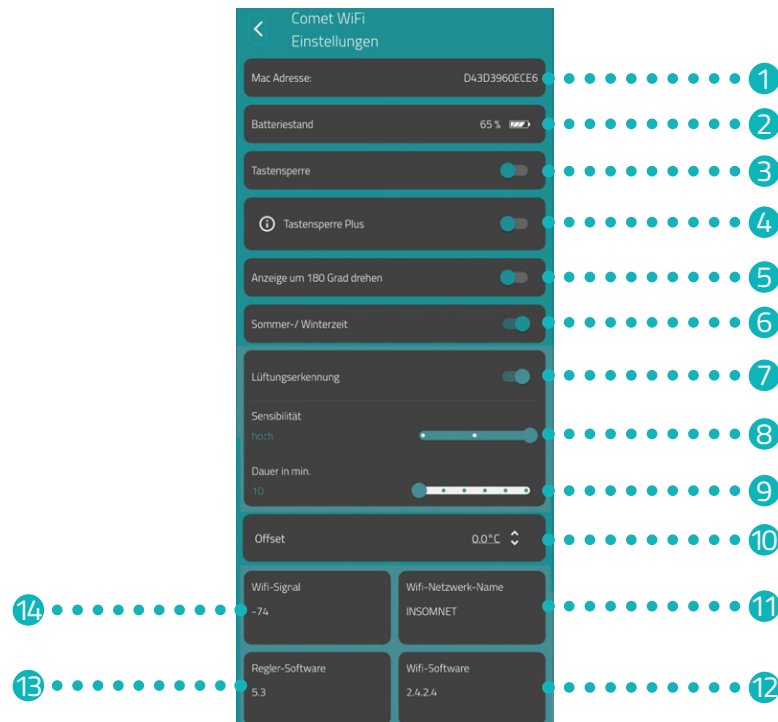 Comet WiFi
Einstellungen
Mac Adresse: D43D3960ECE6 1
Batteriestand 65 % 2
Tastensperre 3
Tastensperre Plus 4
Anzeige um 180 Grad drehen 5
Sommer-/ Winterzeit 6
Lüftungserkennung 7
Sensibilität
hoch 8
Dauer in min.
10 9
Offset 0.0°C 10
Wifi-Signal
-74
14
Wifi-Netzwerk-Name
INSOMNET
11
Regler-Software
5.3
13
Wifi-Software
2.4.2.4
12